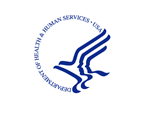 DEPARTMENT OF HEALTH & HUMAN SERVICES • USA